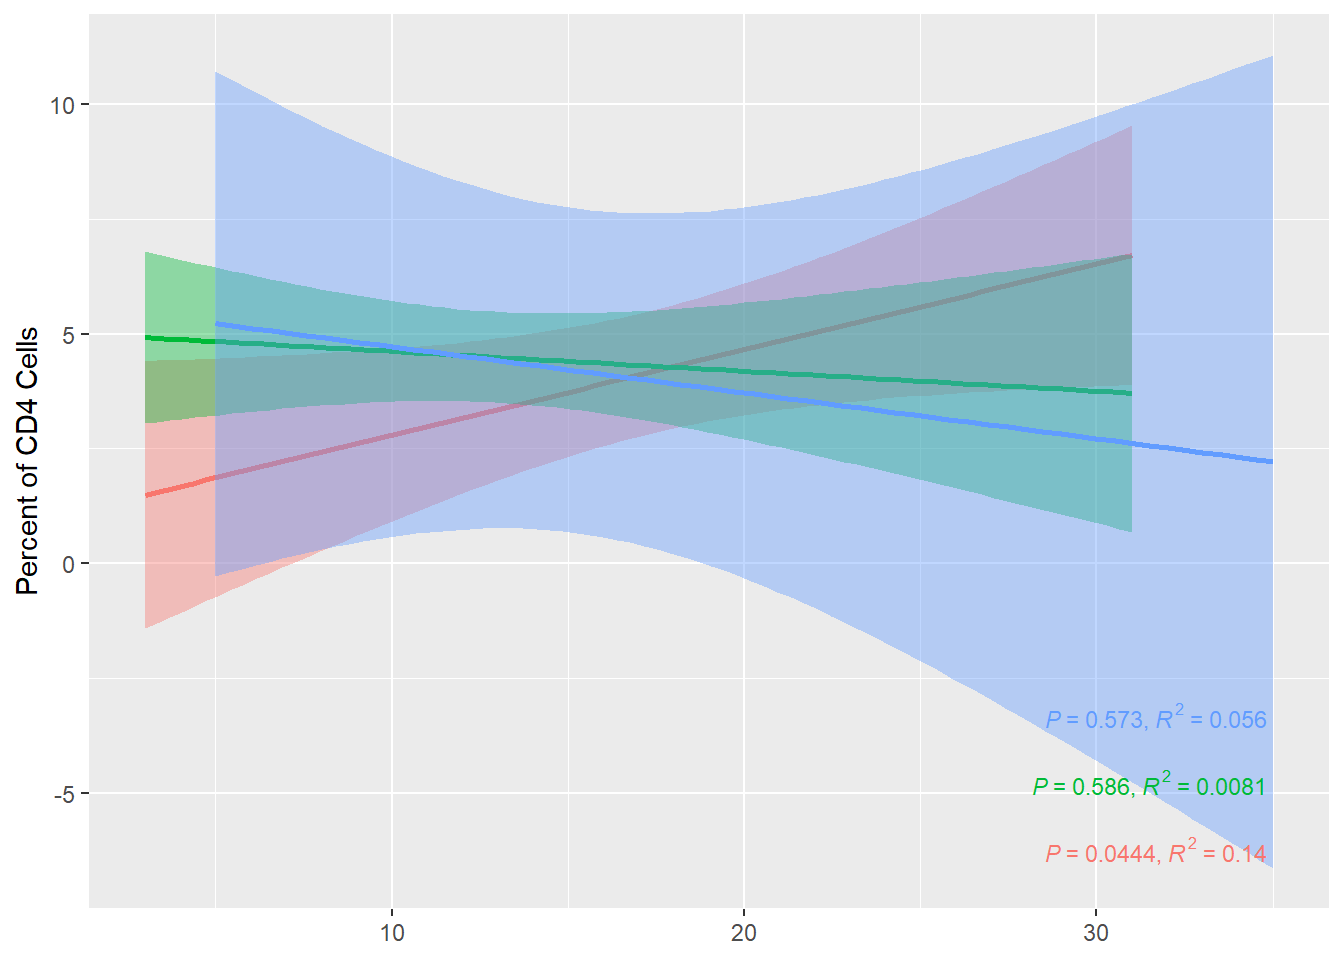 10
5
0
-5
Percent of CD4 Cells
P = 0.573, R² = 0.056
P = 0.586, R² = 0.0081
P = 0.0444, R² = 0.14
10
20
30